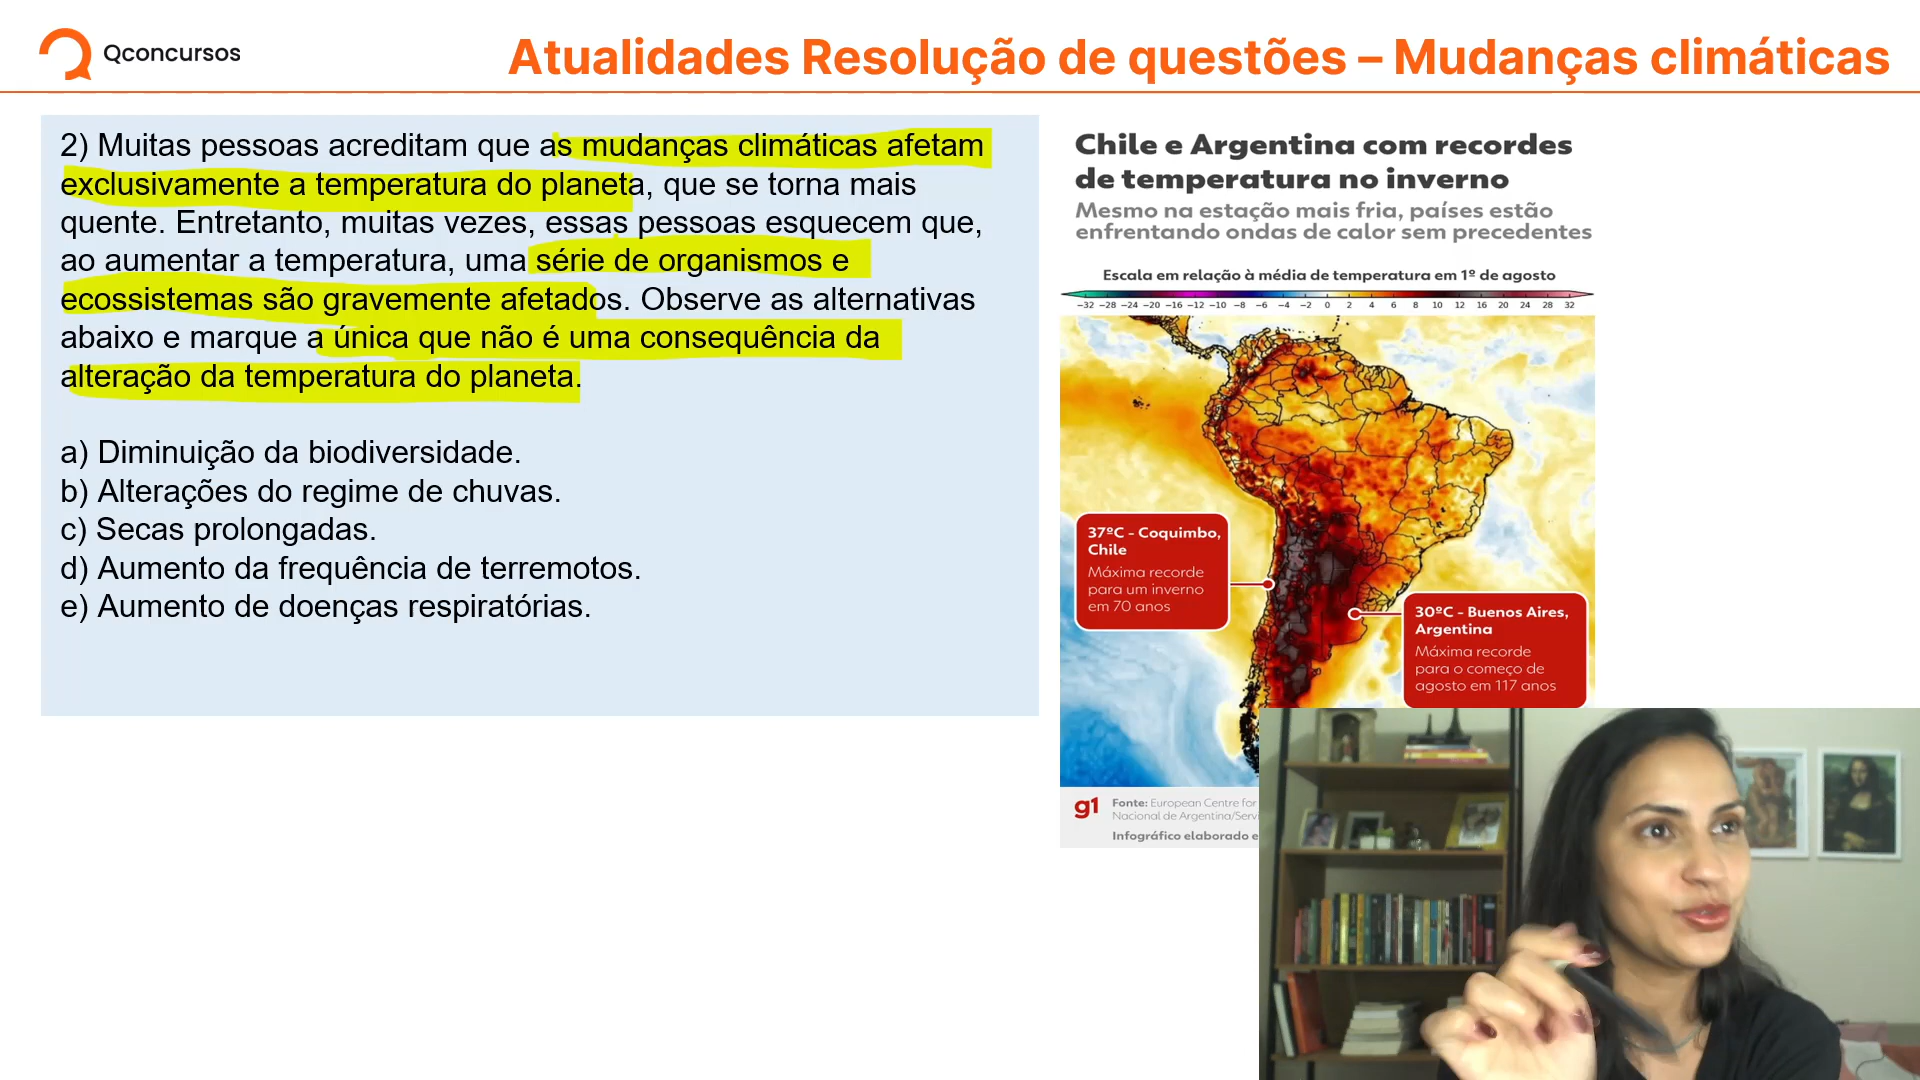 Qconcursos
Atualidades Resolução de questões – Mudanças climáticas
2) Muitas pessoas acreditam que as mudanças climáticas afetam
exclusivamente a temperatura do planeta, que se torna mais
quente. Entretanto, muitas vezes, essas pessoas esquecem que,
ao aumentar a temperatura, uma série de organismos e
ecossistemas são gravemente afetados. Observe as alternativas
abaixo e marque a única que não é uma consequência da
alteração da temperatura do planeta.
a) Diminuição da biodiversidade.
b) Alterações do regime de chuvas.
c) Secas prolongadas.
d) Aumento da frequência de terremotos.
e) Aumento de doenças respiratórias.
Chile e Argentina com recordes
de temperatura no inverno
Mesmo na estação mais fria, países estão
enfrentando ondas de calor sem precedentes
Escala em relação à média de temperatura em 1º de agosto
−32 −28 −24 −20 −16 −12 −10 −8 −6 −4 −2 0 2 4 6 8 10 12 16 20 24 28 32
37ºC - Coquimbo,
Chile
Máxima recorde
para um inverno
em 70 anos
30ºC - Buenos Aires,
Argentina
Máxima recorde
para o começo de
agosto em 117 anos
g1
Fonte: European Centre for
Nacional de Argentina/Servi
Infográfico elaborado e